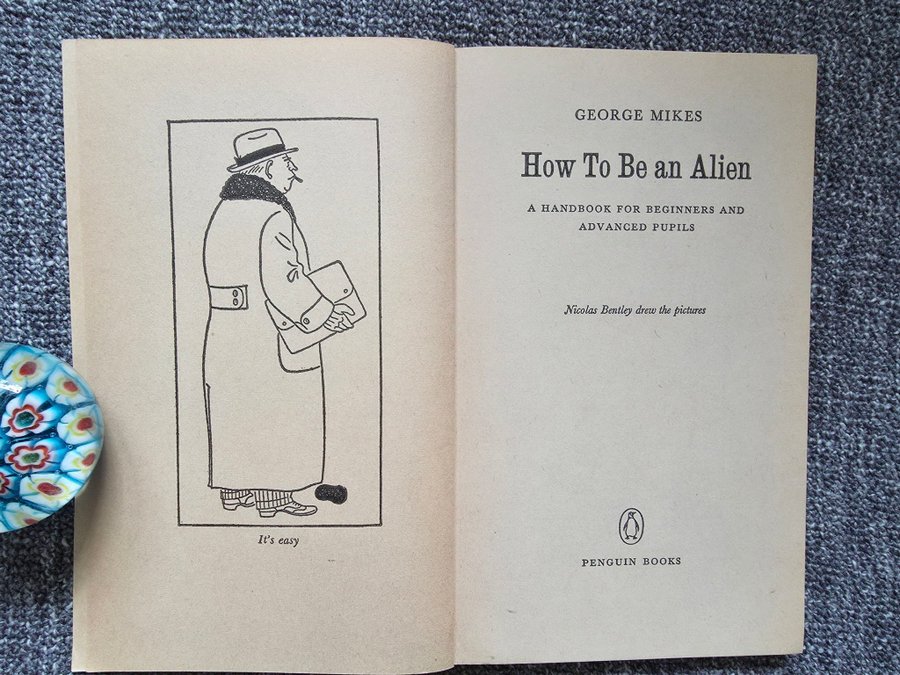 It's easy
GEORGE MIKES
How To Be an Alien
A HANDBOOK FOR BEGINNERS AND
ADVANCED PUPILS
Nicolas Bentley drew the pictures
PENGUIN BOOKS